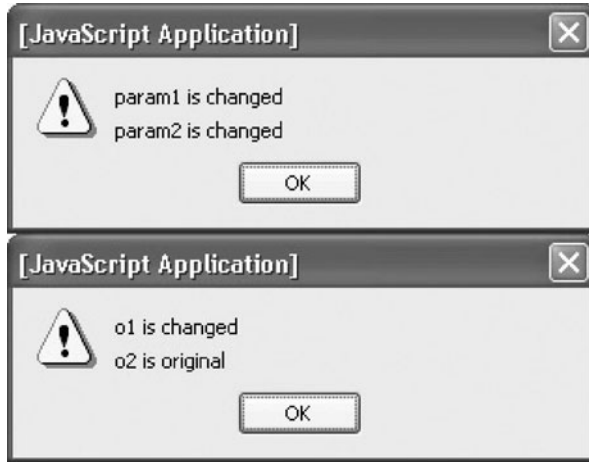 [JavaScript Application]
param1 is changed
param2 is changed
OK
[JavaScript Application]
o1 is changed
o2 is original
OK